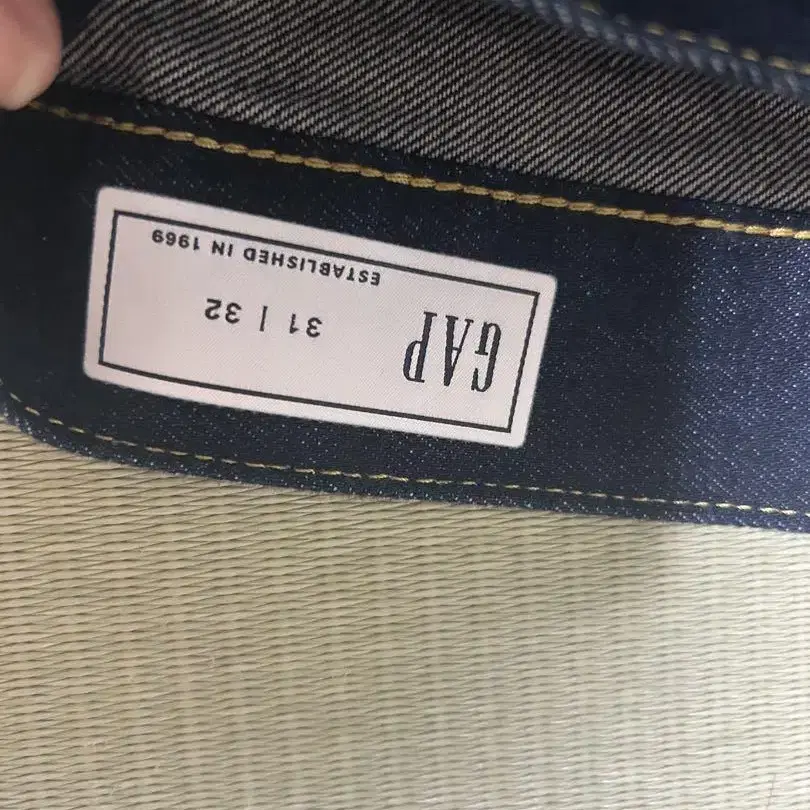 GAP
31 | 32
ESTABLISHED IN 1969